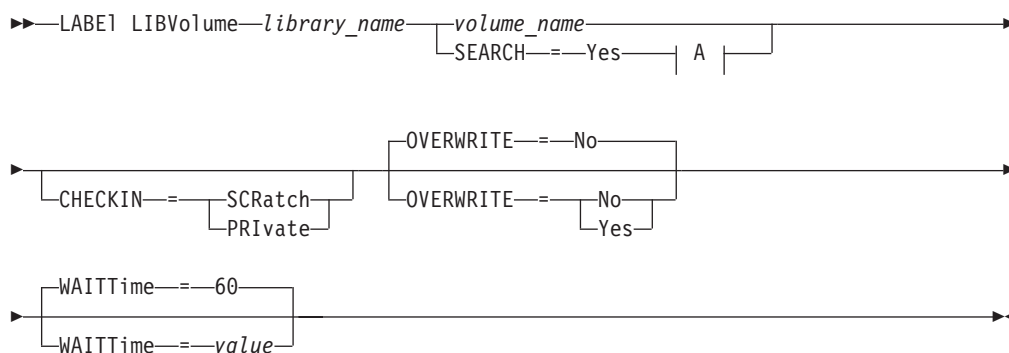 LABEl LIBVolume library_name volume_name
SEARCH = Yes A
OVERWRITE = No
CHECKIN = SCRatch OVERWRITE = No
PRIvate Yes
WAITTime = 60
WAITTime = value